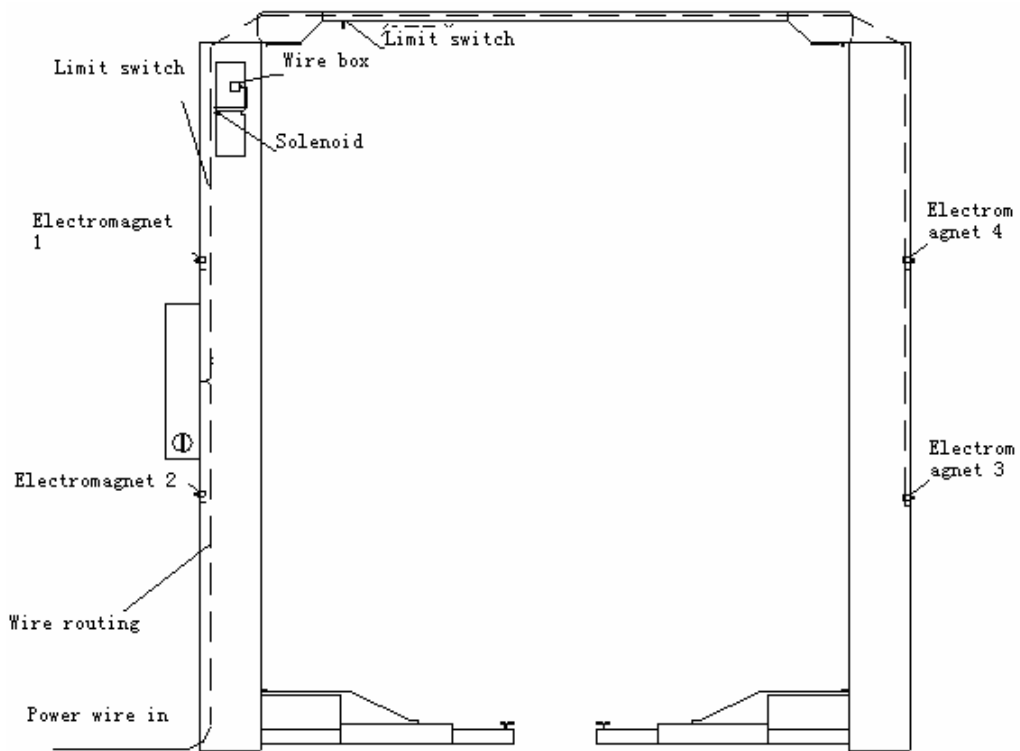 Limit switch
Limit switch
Wire box
Solenoid
Electromagnet
1
Electrom
agnet 4
Electromagnet 2
Electrom
agnet 3
Wire routing
Power wire in